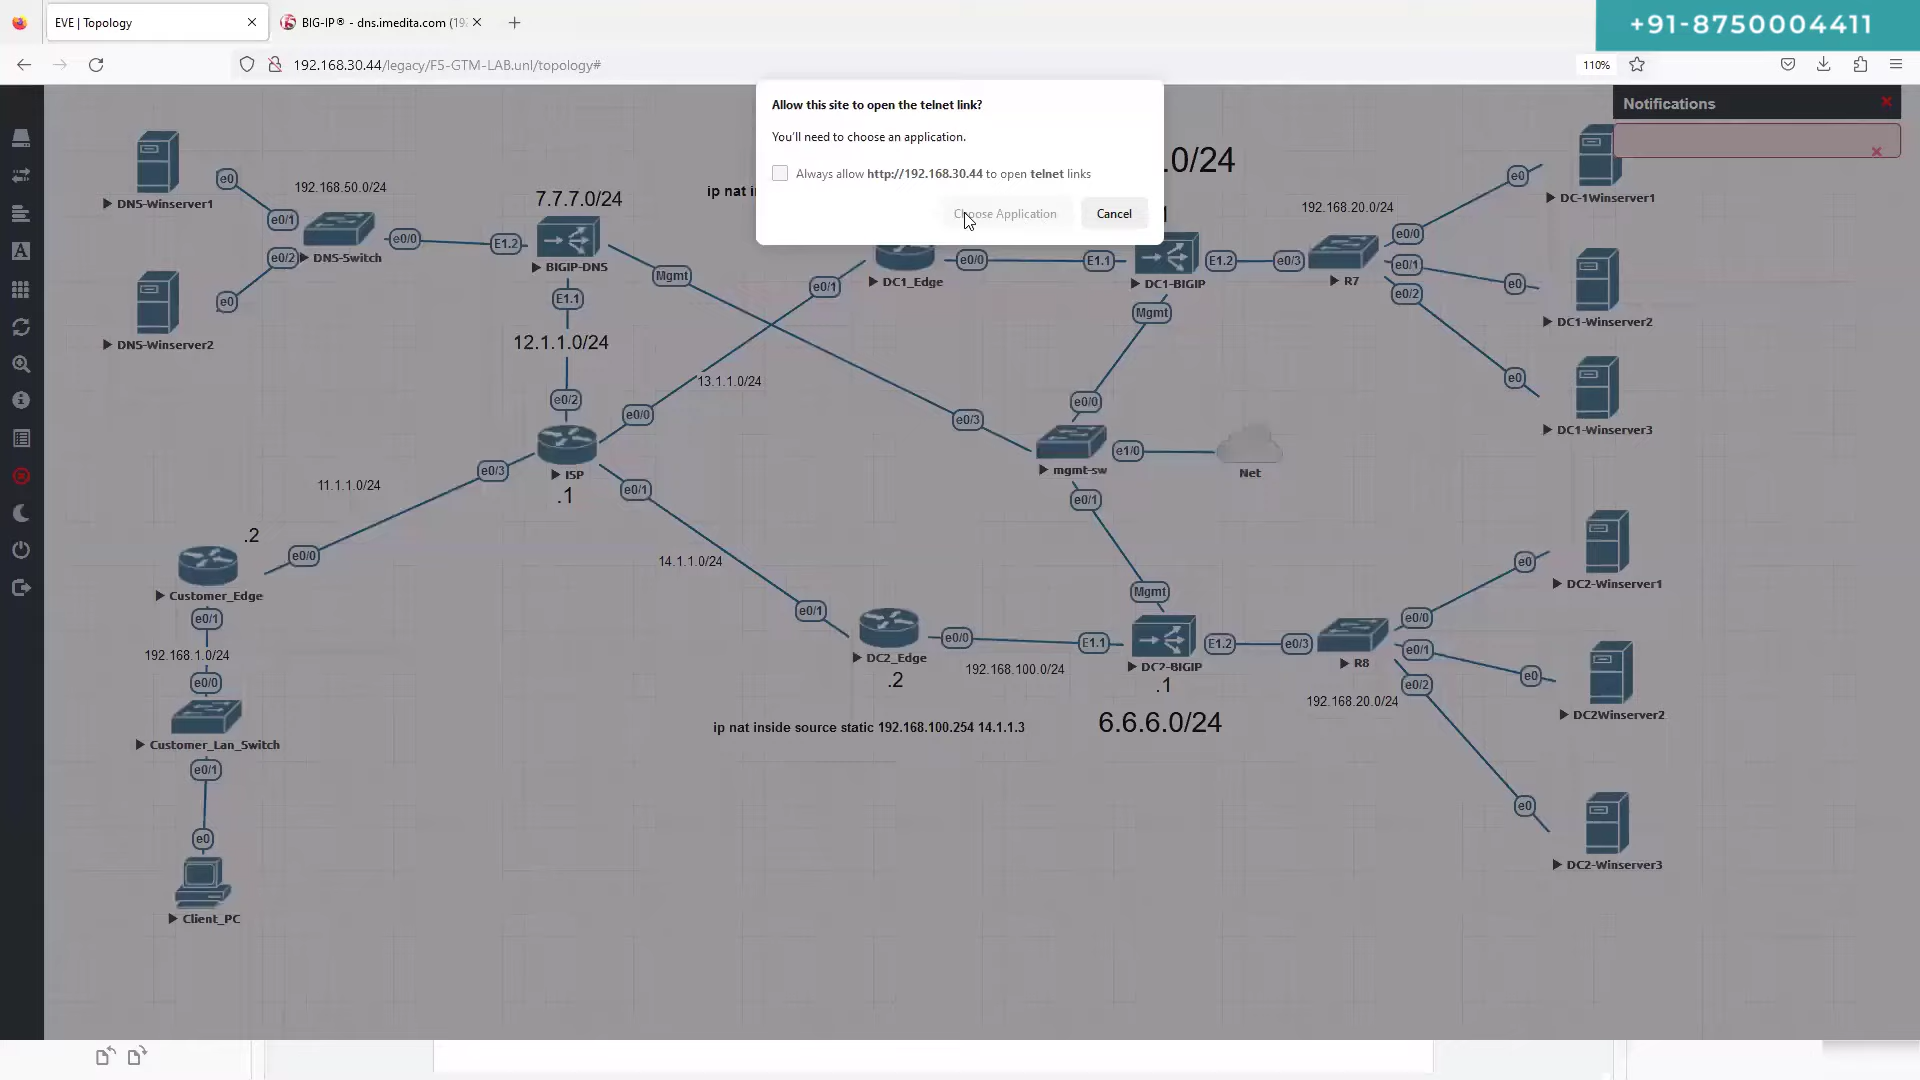 EVE | Topology
BIG-IP® - dns.imedita.com (19
+91-8750004411
192.168.30.44/legacy/F5-GTM-LAB.unl/topology#
110%
Allow this site to open the telnet link?
You'll need to choose an application.
Always allow http://192.168.30.44 to open telnet links
Choose Application
Cancel
Notifications
DNS-Winserver1
e0
192.168.50.0/24
e0/1
e0/2
DNS-Switch
e0/0
e0
DNS-Winserver2
7.7.7.0/24
E1.2
BIGIP-DNS
Mgmt
E1.1
12.1.1.0/24
e0/2
ip nat i
.0/24
DC1_Edge
e0/1
e0/0
E1.1
DC1-BIGIP
E1.2
Mgmt
192.168.20.0/24
e0/3
R7
e0/0
e0/1
e0/2
e0
DC-1Winserver1
e0
DC1-Winserver2
e0
DC1-Winserver3
13.1.1.0/24
e0/0
ISP
.1
e0/3
e0/1
11.1.1.0/24
e0/3
e0/0
mgmt-sw
e1/0
Net
e0/1
Mgmt
.2
e0/0
Customer_Edge
e0/1
192.168.1.0/24
e0/0
Customer_Lan_Switch
e0/1
e0
Client_PC
14.1.1.0/24
e0/1
DC2_Edge
.2
e0/0
192.168.100.0/24
E1.1
DC2-BIGIP
.1
E1.2
e0/3
R8
192.168.20.0/24
e0/0
e0/1
e0/2
e0
DC2-Winserver1
e0
DC2Winserver2
e0
DC2-Winserver3
ip nat inside source static 192.168.100.254 14.1.1.3
6.6.6.0/24